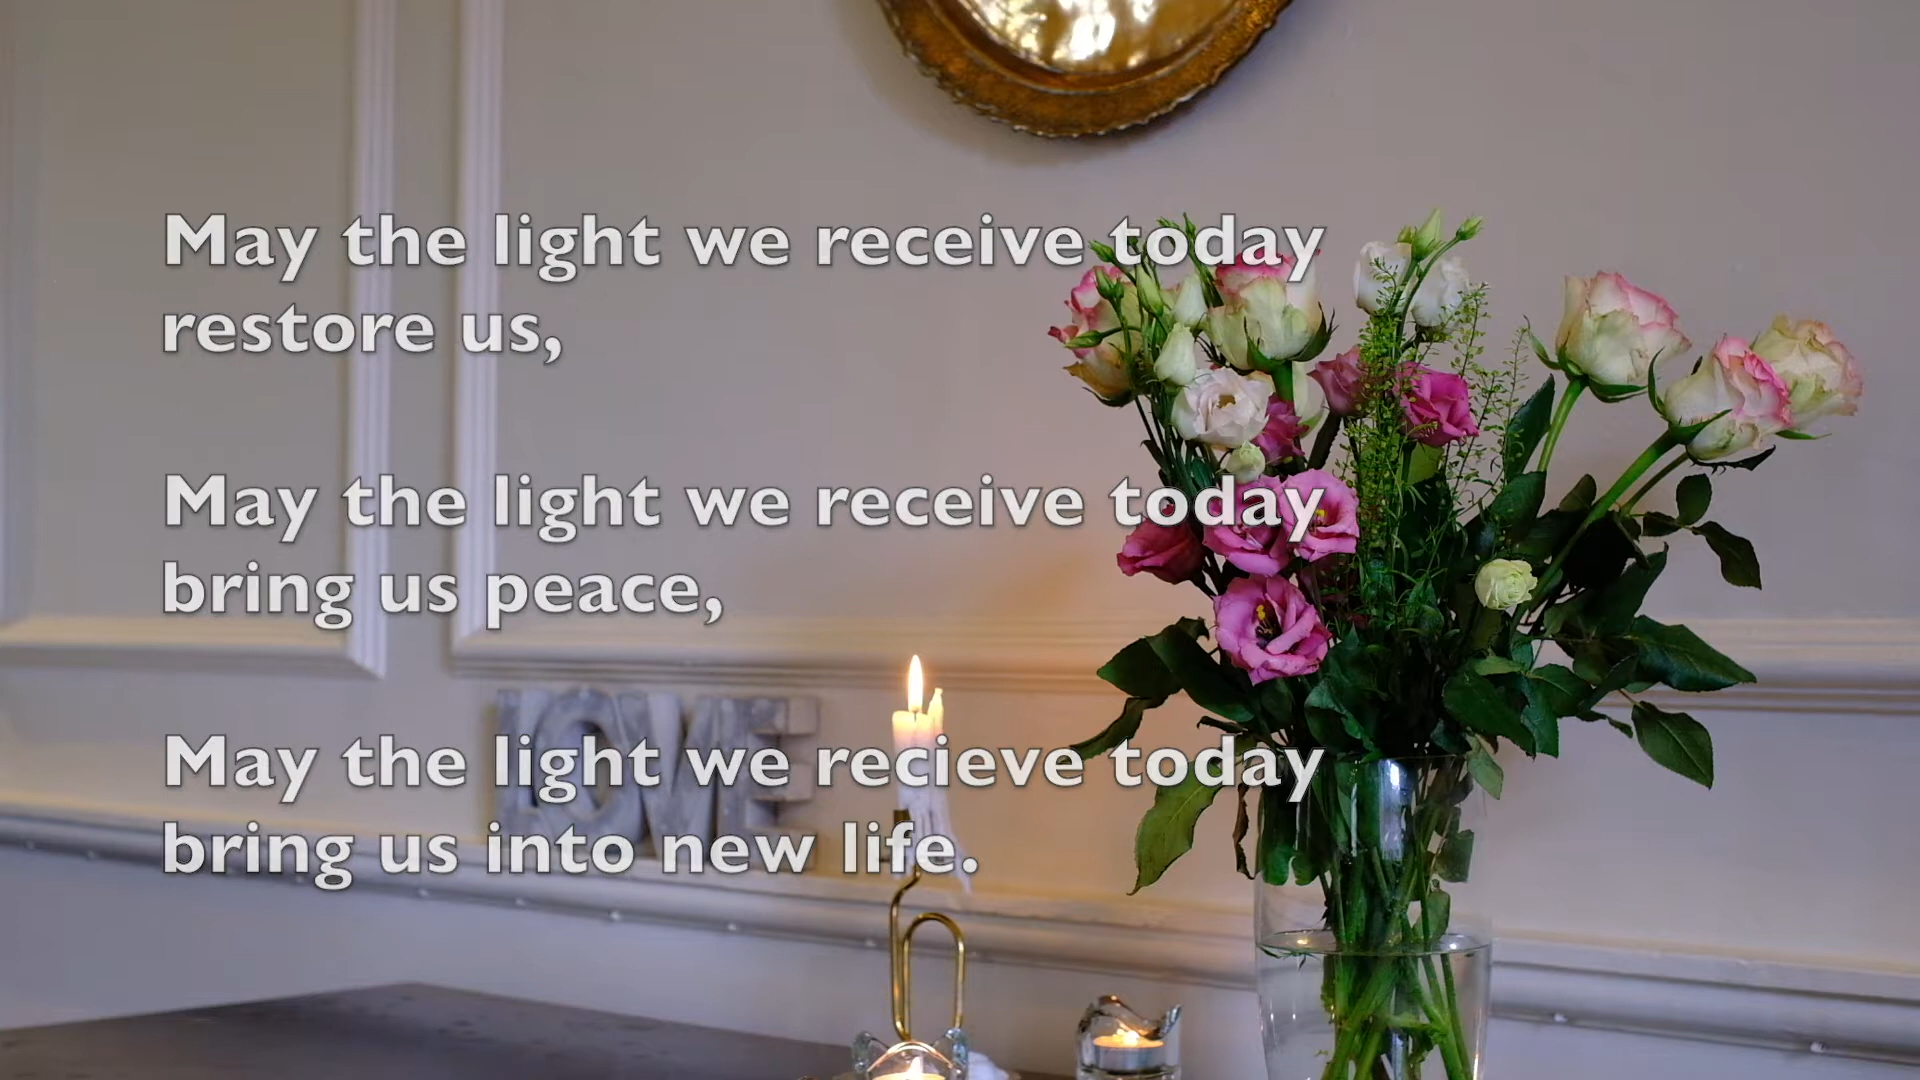 May the light we receive today
restore us,
May the light we receive today
bring us peace,
LOVE
May the light we recieve today
bring us into new life.